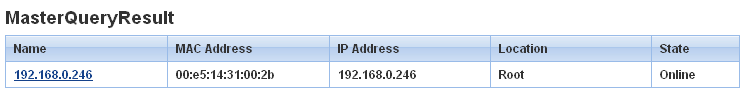 MasterQueryResult
Name MAC Address IP Address Location State
192.168.0.246 00:e5:14:31:00:2b 192.168.0.246 Root Online